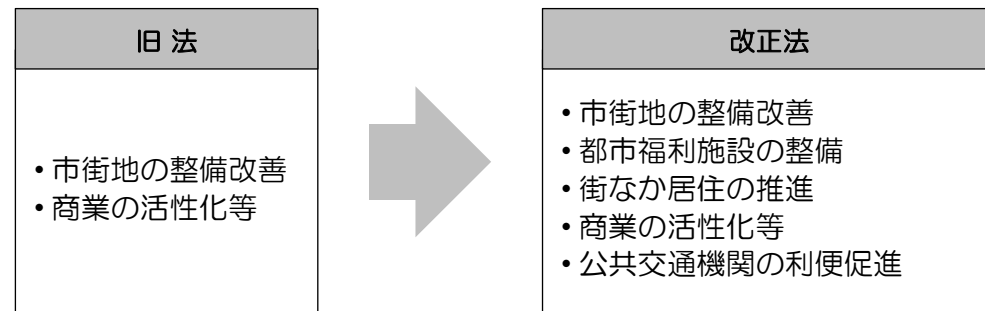 旧 法
・市街地の整備改善
・商業の活性化等
改正法
・市街地の整備改善
・都市福利施設の整備
・街なか居住の推進
・商業の活性化等
・公共交通機関の利便促進